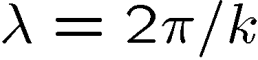 λ = 2π/k